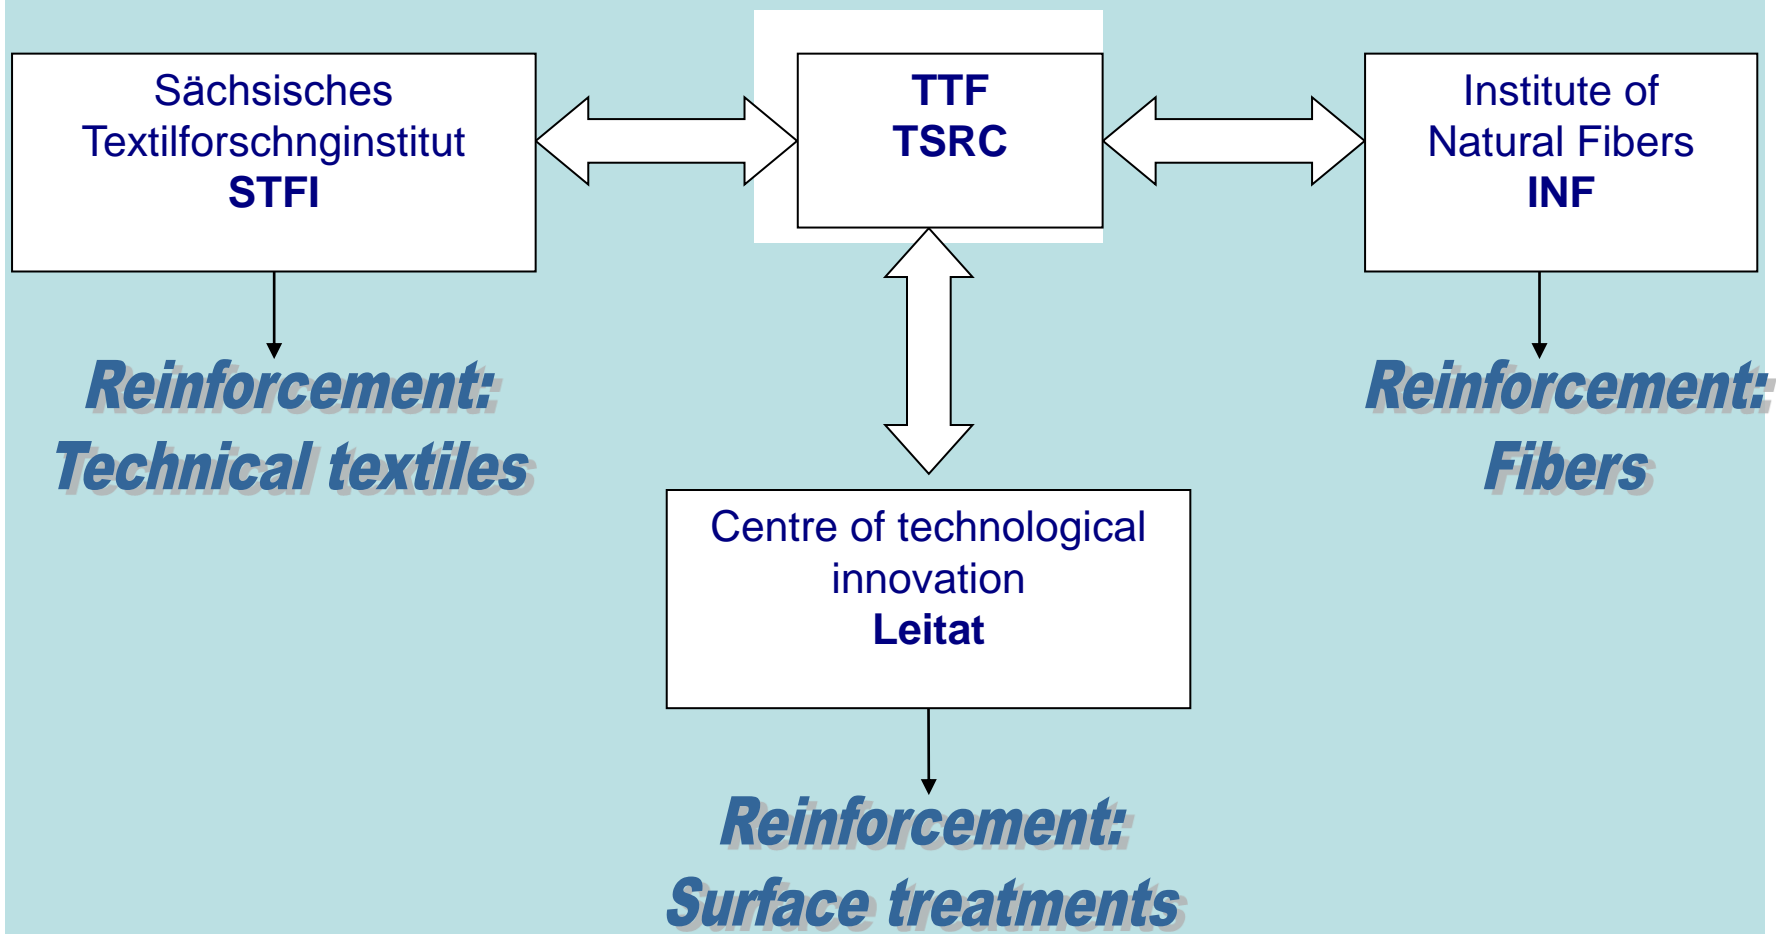 Sächsisches
Textilforschnginstitut
STFI
TTF
TSRC
Institute of
Natural Fibers
INF
Reinforcement:
Technical textiles
Reinforcement:
Fibers
Centre of technological
innovation
Leitat
Reinforcement:
Surface treatments